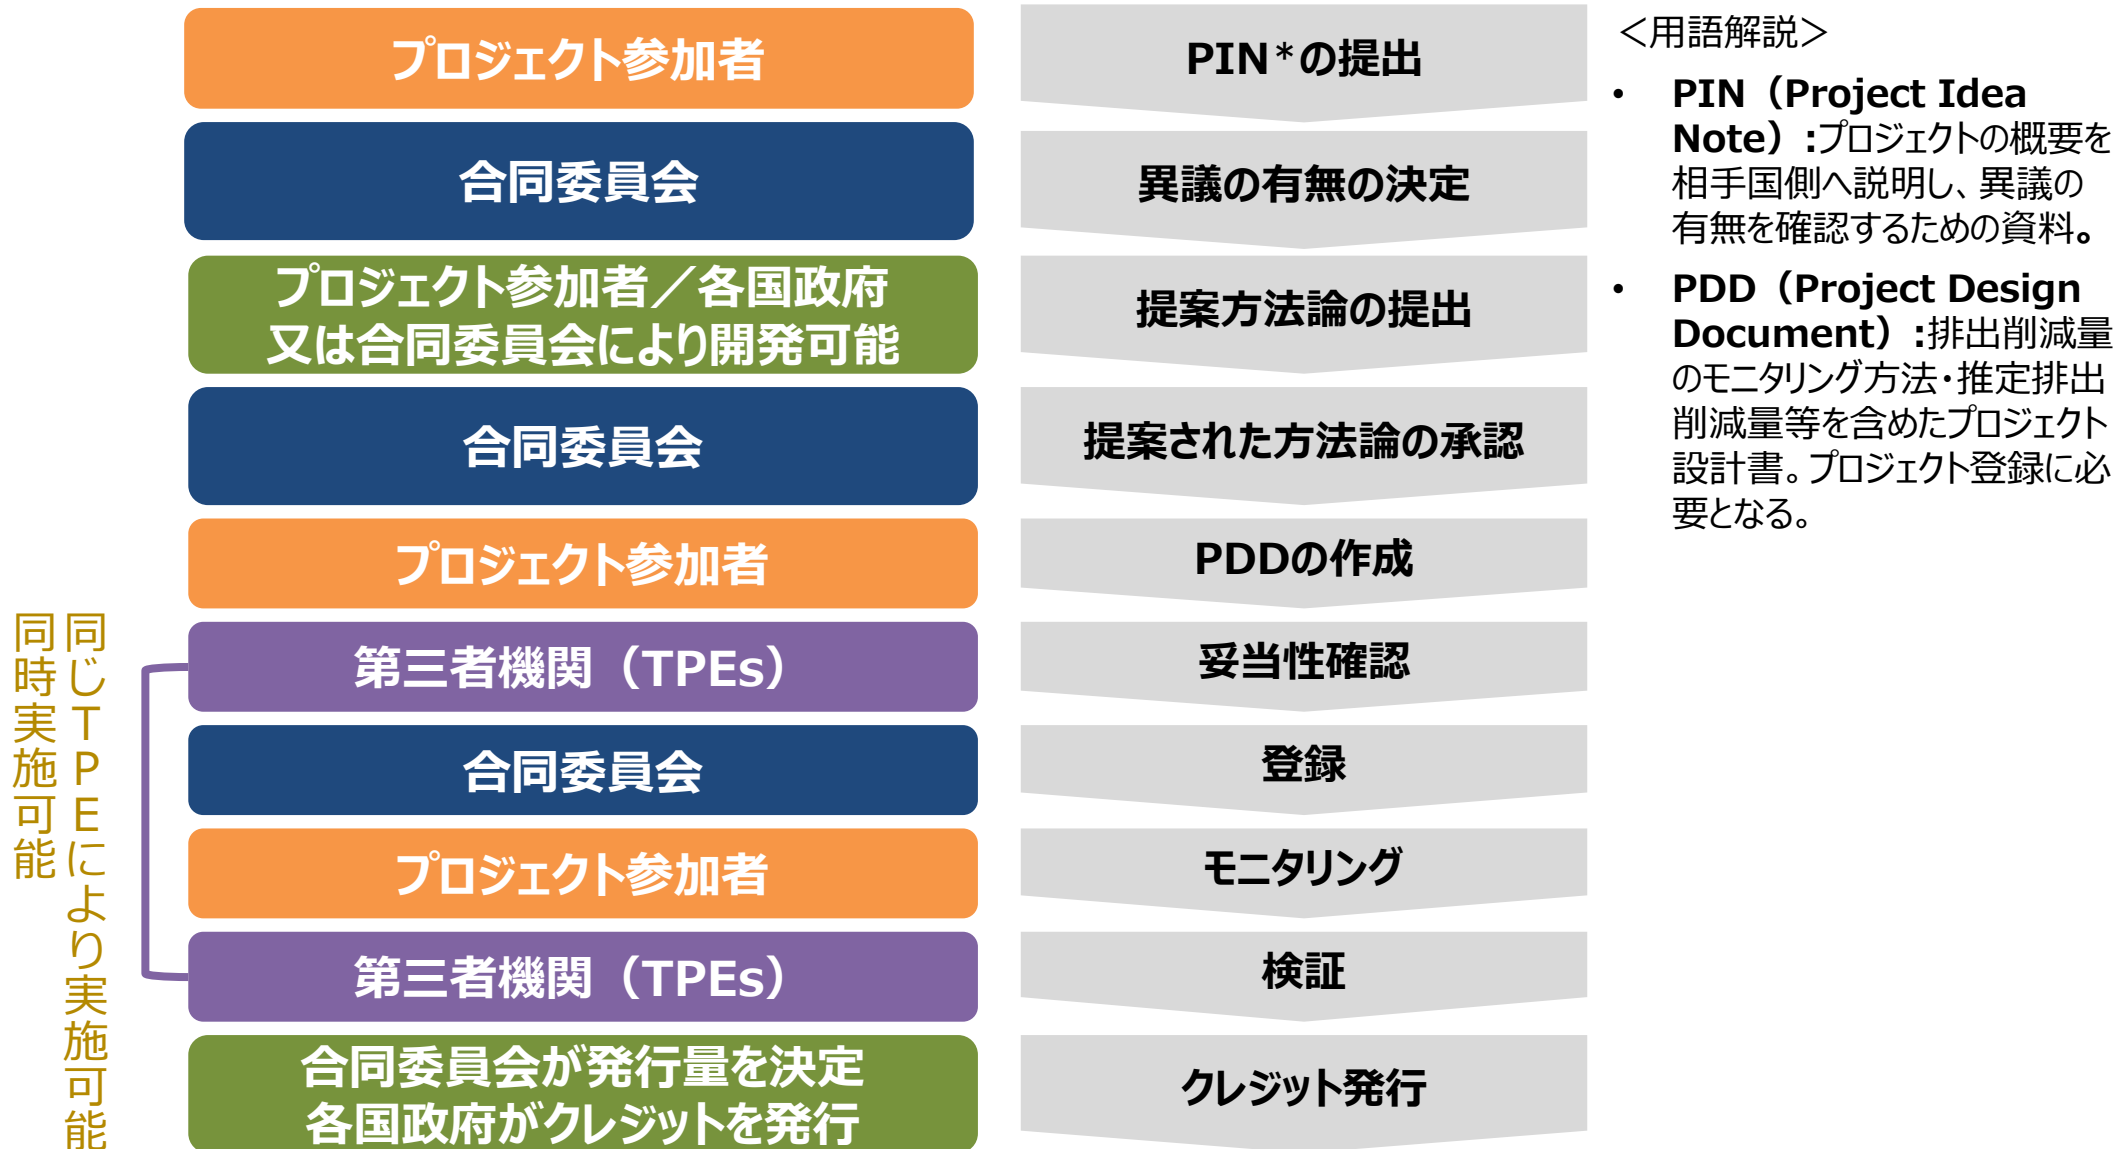 プロジェクト参加者
PIN*の提出
合同委員会
異議の有無の決定
プロジェクト参加者／各国政府
又は合同委員会により開発可能
提案方法論の提出
合同委員会
提案された方法論の承認
プロジェクト参加者
PDDの作成
第三者機関（TPEs）
妥当性確認
合同委員会
登録
プロジェクト参加者
モニタリング
第三者機関（TPEs）
検証
合同委員会が発行量を決定
各国政府がクレジットを発行
クレジット発行
同じＴＰＥにより実施可能
同時実施可能
＜用語解説＞
• PIN（Project Idea
Note）:プロジェクトの概要を
相手国側へ説明し、異議の
有無を確認するための資料。
• PDD（Project Design
Document）:排出削減量
のモニタリング方法・推定排出
削減量等を含めたプロジェクト
設計書。プロジェクト登録に必
要となる。